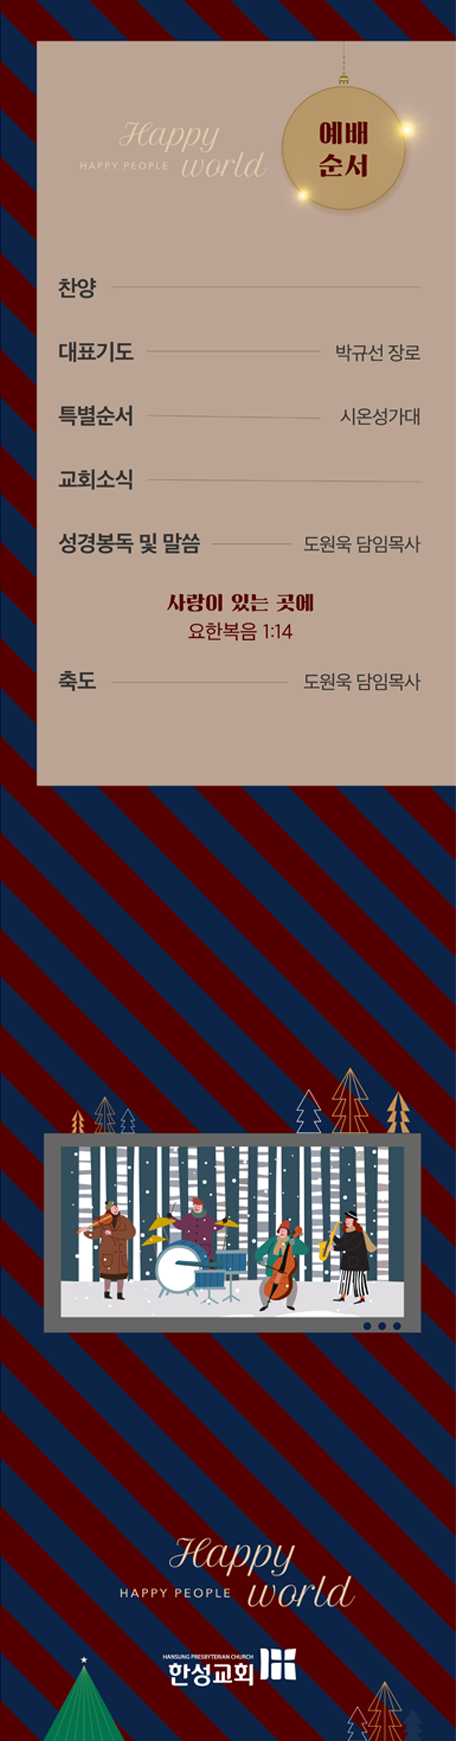 Happy
HAPPY PEOPLE world
예배
순서
찬양
대표기도 박규선 장로
특별순서 시온성가대
교회소식
성경봉독 및 말씀 도원욱 담임목사
사랑이 있는 곳에
요한복음 1:14
축도 도원욱 담임목사
Happy
HAPPY PEOPLE world
HANSUNG PRESBYTERIAN CHURCH
한성교회